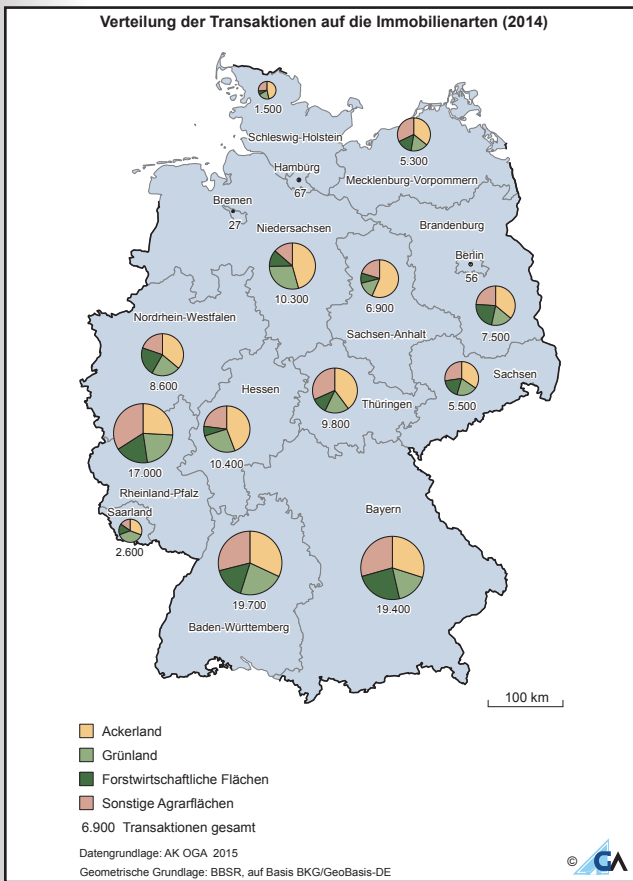 Verteilung der Transaktionen auf die Immobilienarten (2014)
1.500
Schleswig-Holstein
5.300
Mecklenburg-Vorpommern
Hamburg
67
Bremen
27
Niedersachsen
10.300
Brandenburg
Berlin
56
6.900
Sachsen-Anhalt
7.500
Nordrhein-Westfalen
8.600
Hessen
10.400
Thüringen
9.800
Sachsen
5.500
17.000
Rheinland-Pfalz
Saarland
2.600
Bayern
19.400
19.700
Baden-Württemberg
100 km
Ackerland
Grünland
Forstwirtschaftliche Flächen
Sonstige Agrarflächen
6.900 Transaktionen gesamt
Datengrundlage: AK OGA 2015
Geometrische Grundlage: BBSR, auf Basis BKG/GeoBasis-DE
© GA